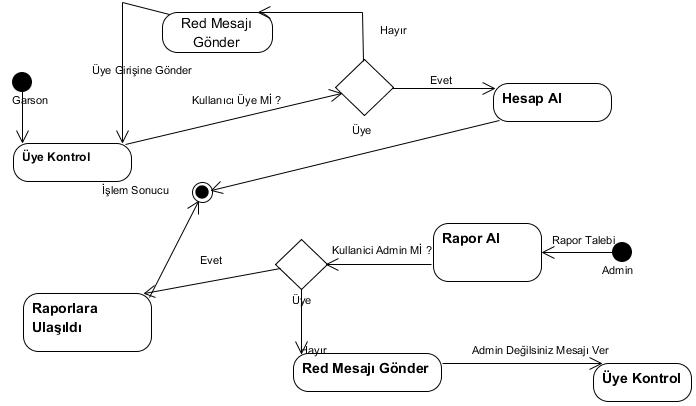 Red Mesajı
Gönder
Hayır
Üye Girişine Gönder
Evet
Garson
Kullanıcı Üye Mİ ?
Hesap Al
Üye
Üye Kontrol
İşlem Sonucu
Rapor Al
Rapor Talebi
Kullanici Admin Mİ ?
Evet
Admin
Üye
Raporlara
Ulaşıldı
Hayır
Red Mesajı Gönder
Admin Değilsiniz Mesajı Ver
Üye Kontrol